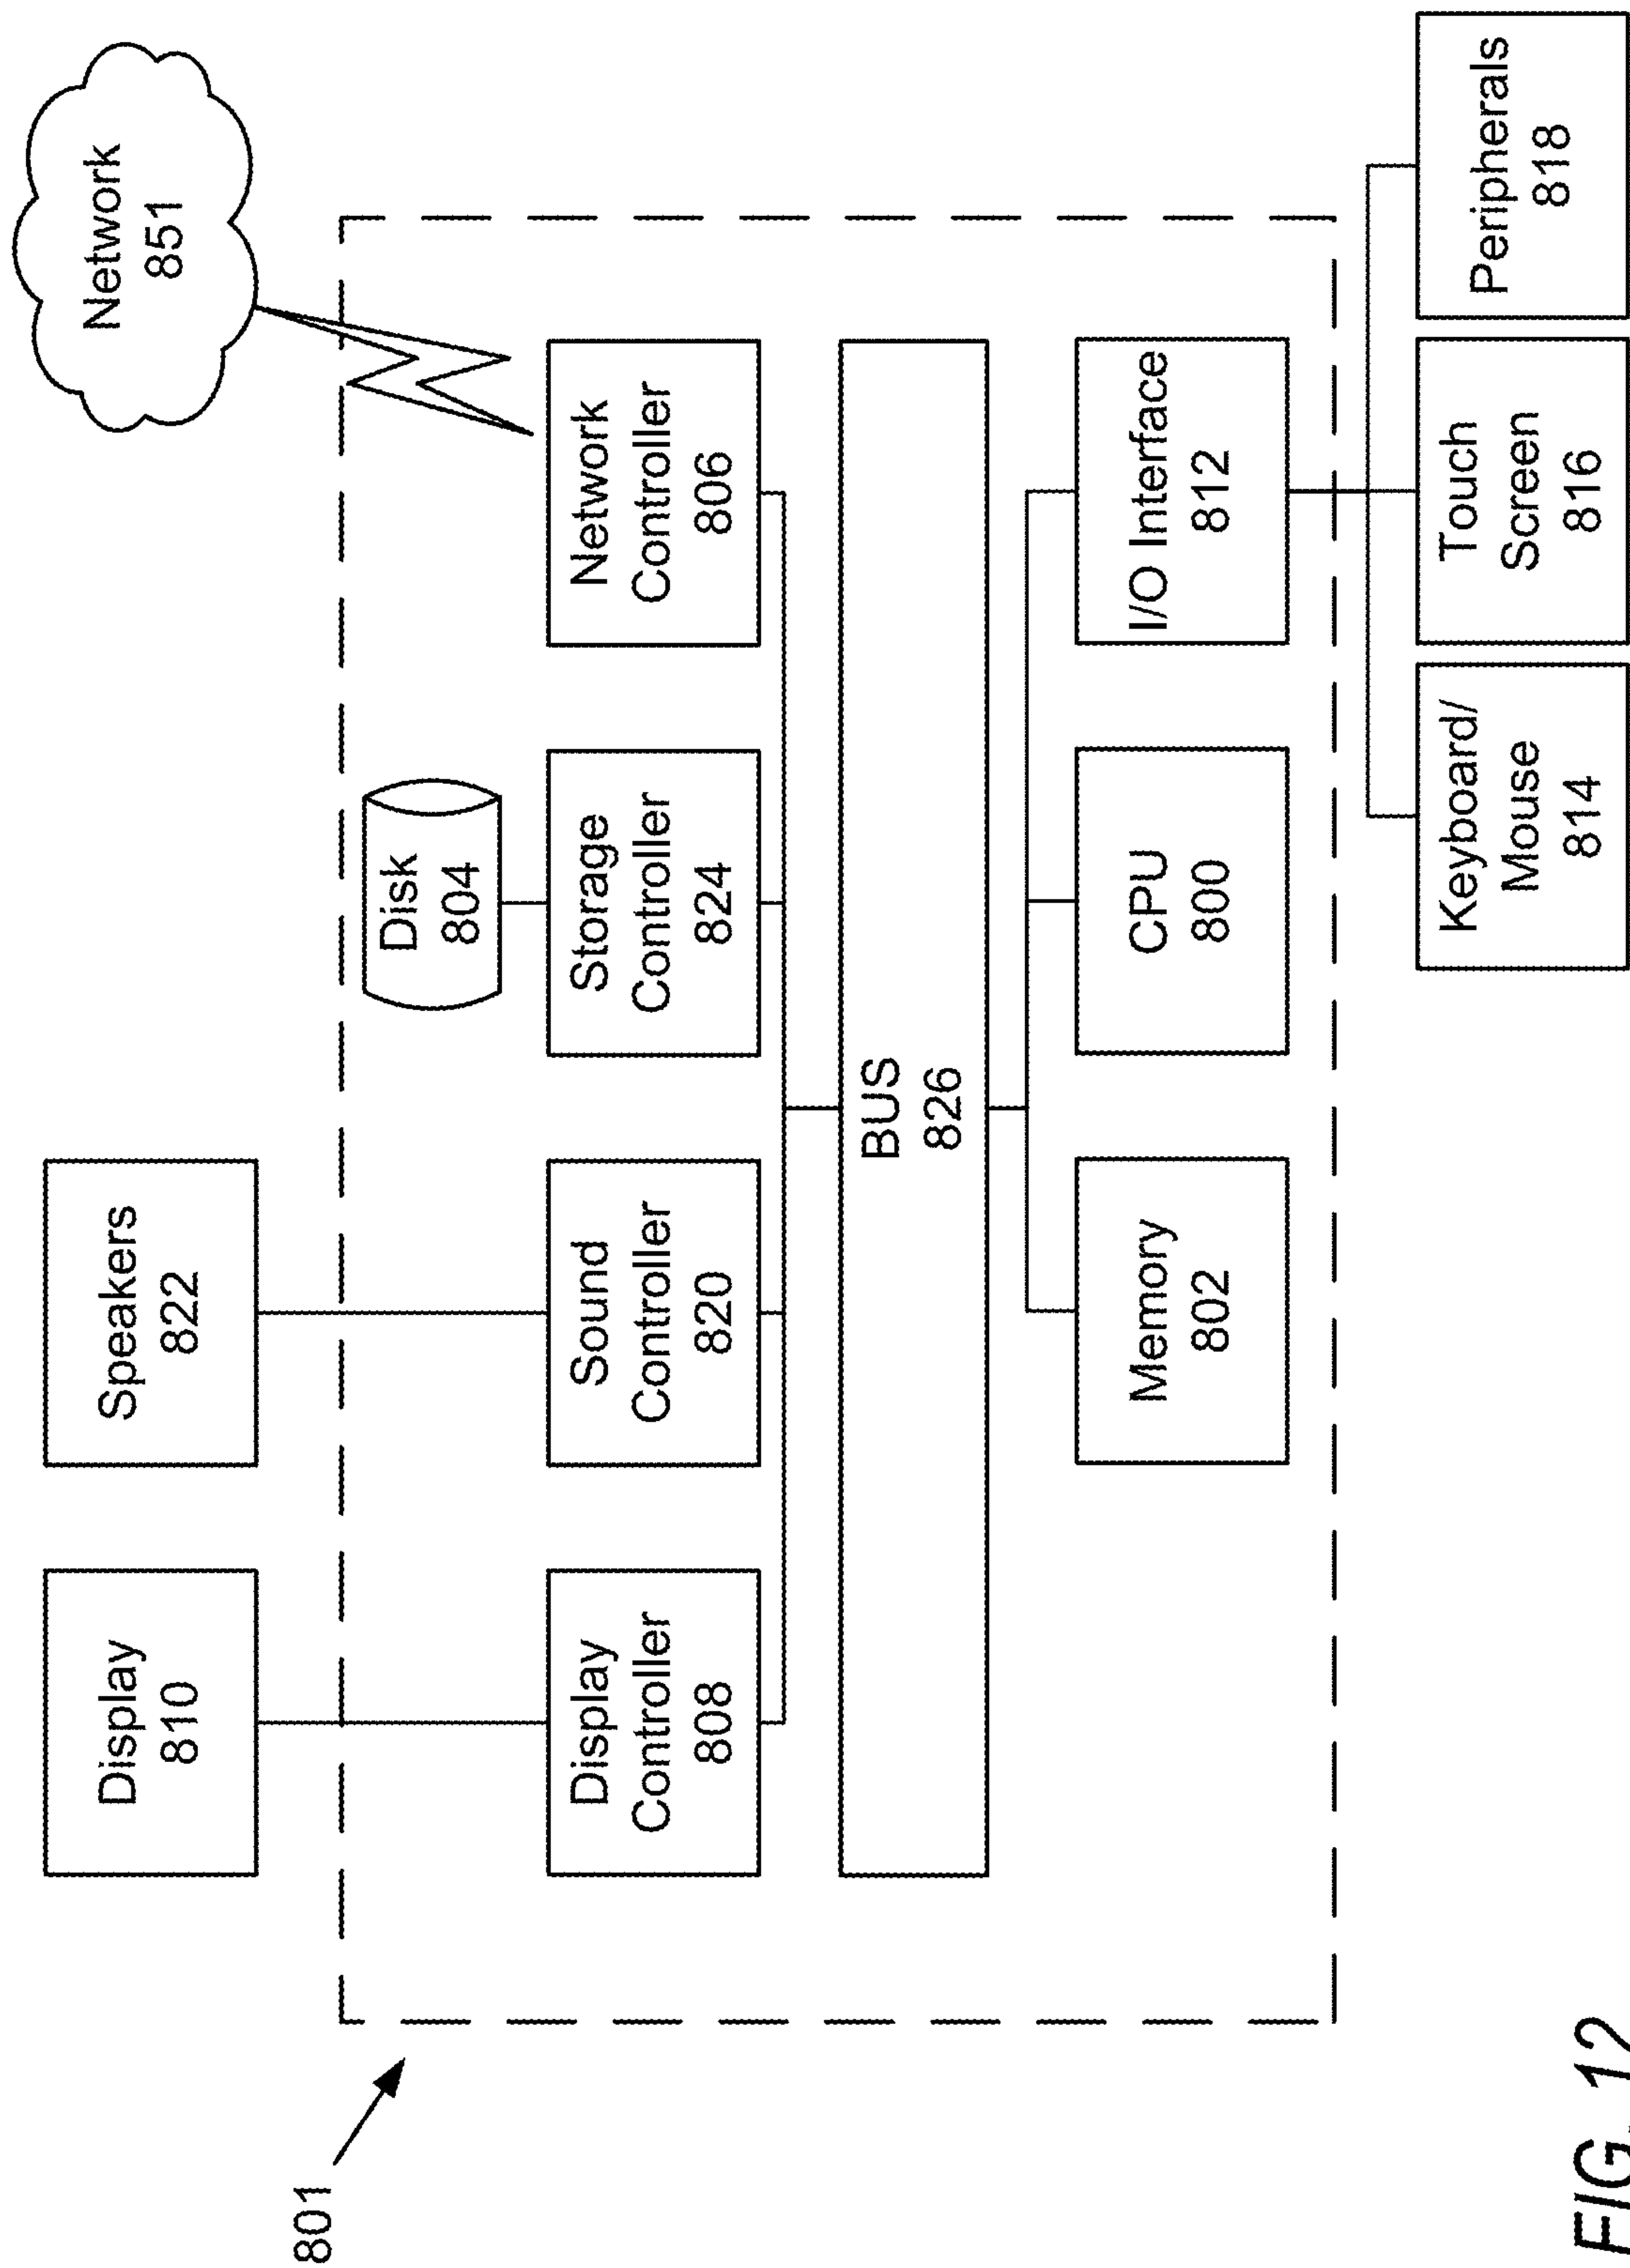 801
Display
810
Speakers
822
Network
851
Disk
804
Display
Controller
808
Sound
Controller
820
Storage
Controller
824
Network
Controller
806
BUS
826
Memory
802
CPU
800
I/O Interface
812
Keyboard/
Mouse
814
Touch
Screen
816
Peripherals
818
FIG. 12